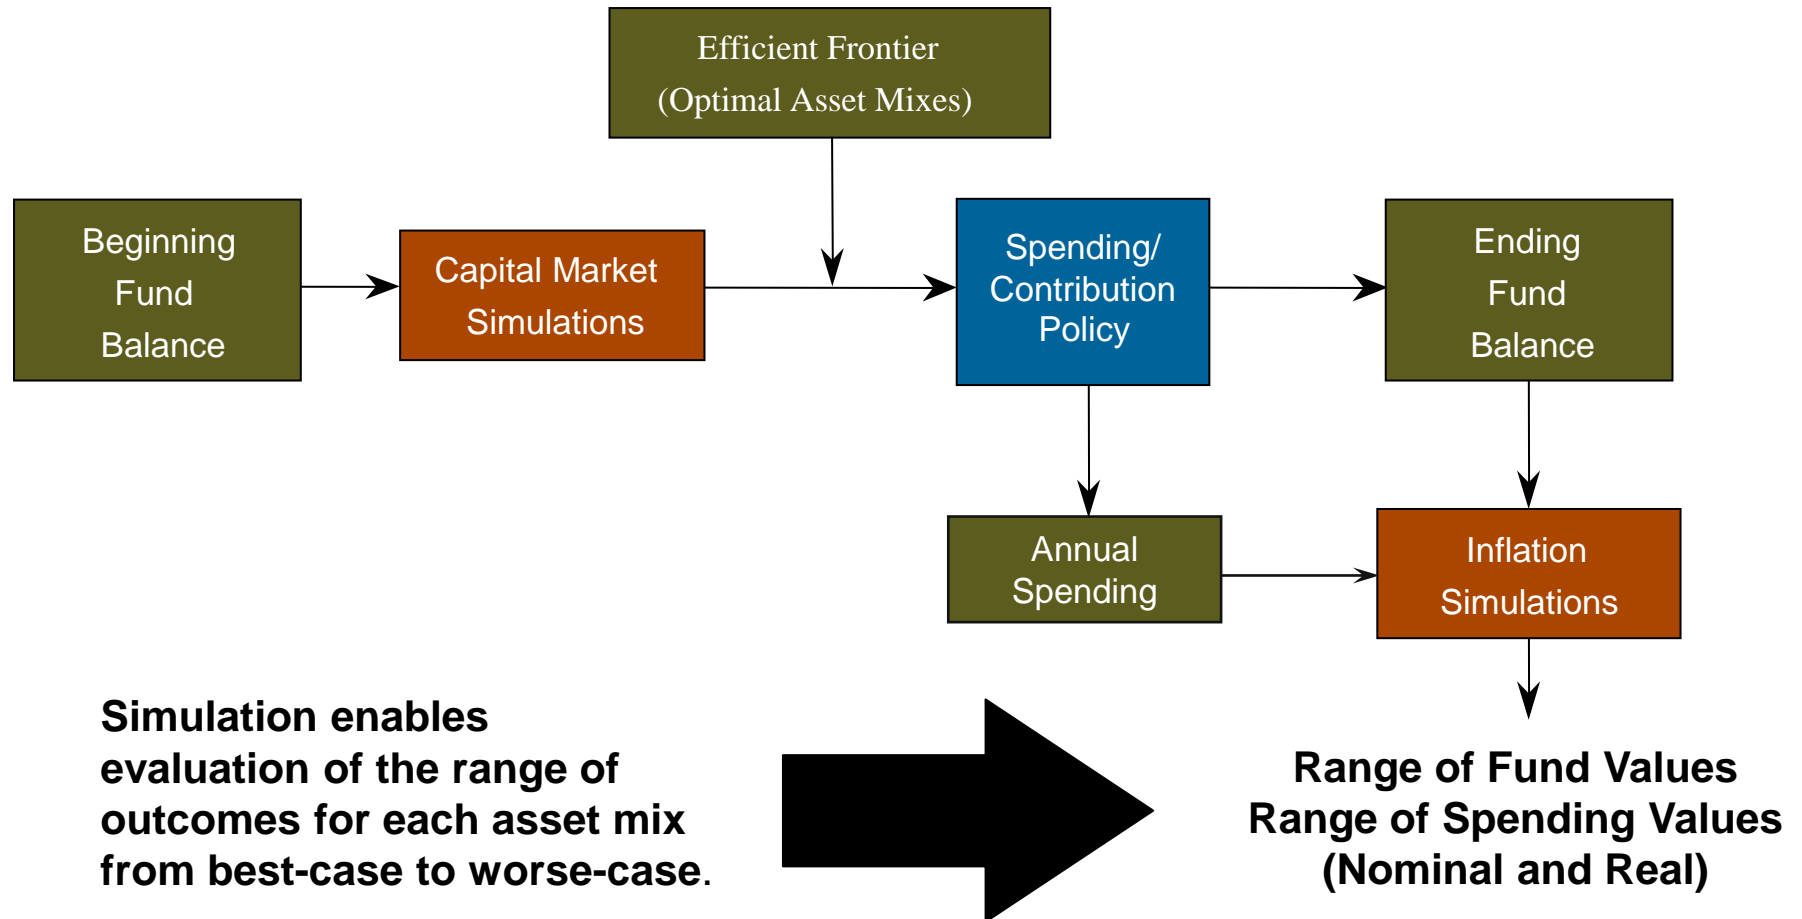 Efficient Frontier
(Optimal Asset Mixes)
Beginning
Fund
Balance
Capital Market
Simulations
Spending/
Contribution
Policy
Ending
Fund
Balance
Annual
Spending
Inflation
Simulations
Simulation enables
evaluation of the range of
outcomes for each asset mix
from best-case to worse-case.
Range of Fund Values
Range of Spending Values
(Nominal and Real)